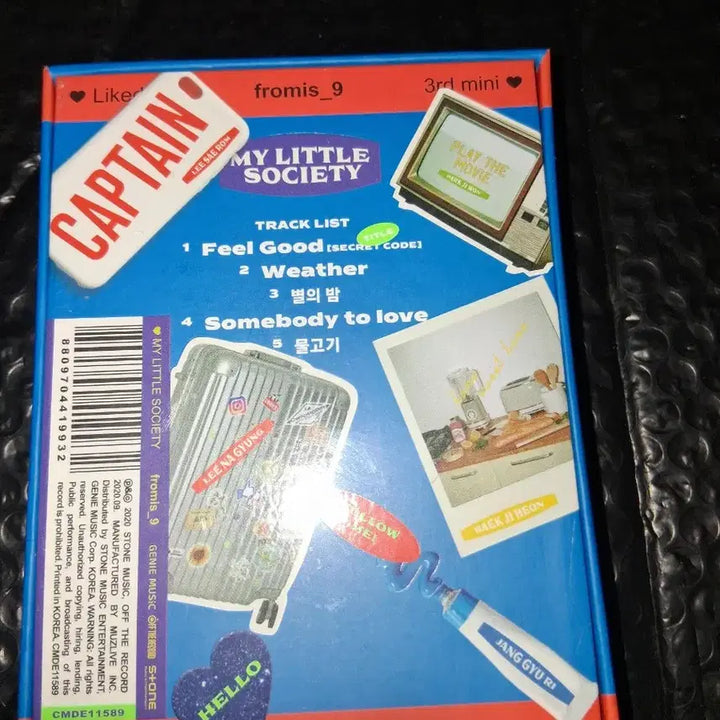 ♥ Liked
fromis_9
3rd mini ♥
CAPTAIN
LEE SAE ROM
MY LITTLE
SOCIETY
PLAY THE
MOVIE
TRACK LIST
TITLE
1 Feel Good [SECRET CODE]
2 Weather
3 별의 밤
4 Somebody to love
5 물고기
LEE NA GYUNG
BAEK JI HEON
JANG GYU RI
HELLO
8809704419932
♥ MY LITTLE SOCIETY fromis_9 GENIE MUSIC OFF THE RECORD STONE
℗&© 2020 STONE MUSIC, OFF THE RECORD
2020.09. MANUFACTURED BY MUZLIVE INC.
Distributed by STONE MUSIC ENTERTAINMENT,
GENIE MUSIC Corp. KOREA. WARNING: All rights
reserved. Unauthorized copying, hiring, lending,
Public performance, and broadcasting of this
record is prohibited. Printed in KOREA. CMDE11589
CMDE11589